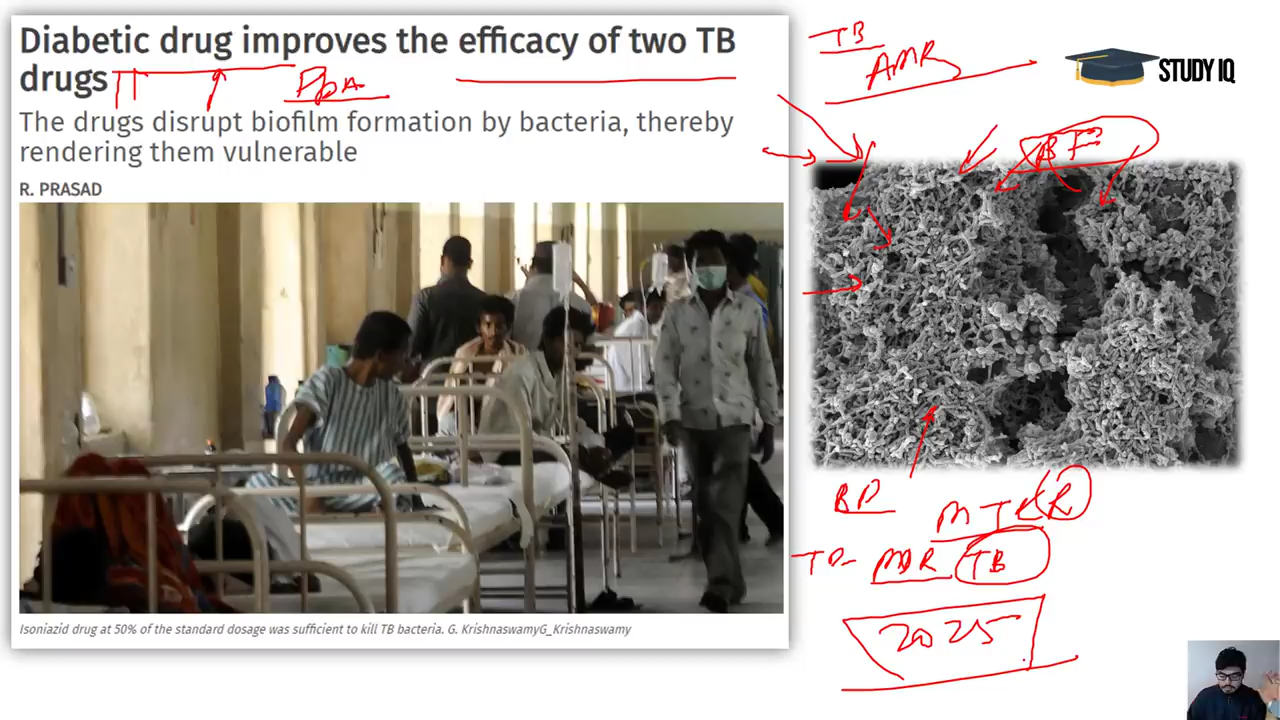 Diabetic drug improves the efficacy of two TB
drugs
FDA
The drugs disrupt biofilm formation by bacteria, thereby
rendering them vulnerable
R. PRASAD
Isoniazid drug at 50% of the standard dosage was sufficient to kill TB bacteria. G. KrishnaswamyG_Krishnaswamy
TB
AMR
STUDY IQ
BF
TB- MDR TB
2025